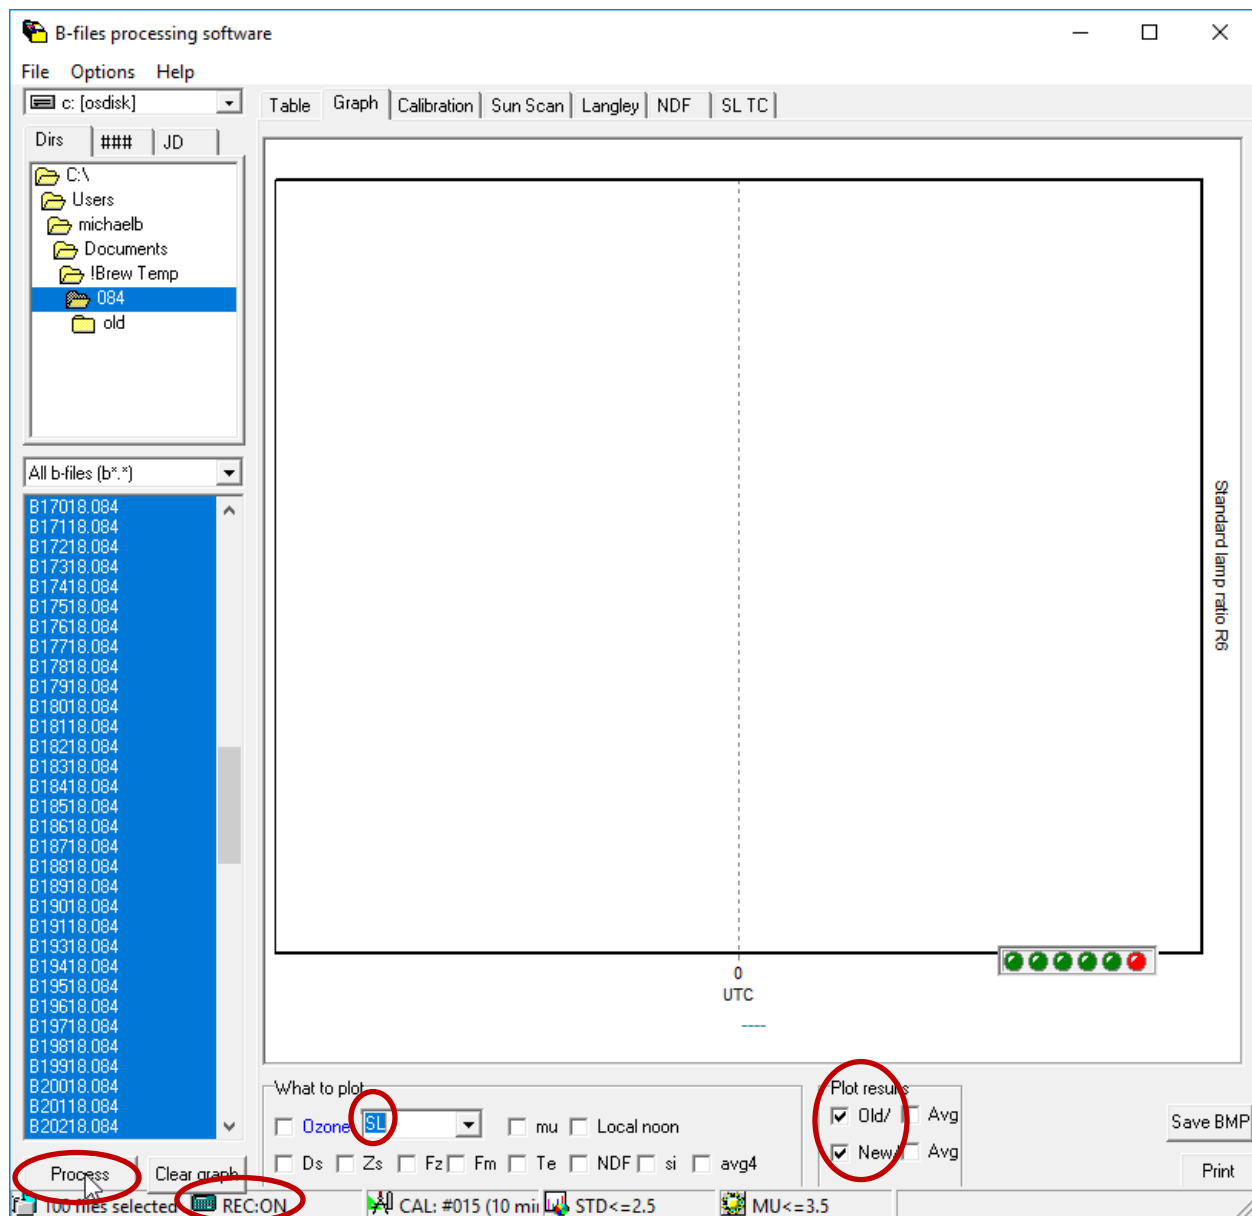 B-files processing software
File Options Help
c: [osdisk]
Table Graph Calibration Sun Scan Langley NDF SL TC
Dirs ### JD
C:\
Users
michaelb
Documents
!Brew Temp
084
old
All b-files (b*.*)
B17018.084
B17118.084
B17218.084
B17318.084
B17418.084
B17518.084
B17618.084
B17718.084
B17818.084
B17918.084
B18018.084
B18118.084
B18218.084
B18318.084
B18418.084
B18518.084
B18618.084
B18718.084
B18818.084
B18918.084
B19018.084
B19118.084
B19318.084
B19418.084
B19518.084
B19618.084
B19718.084
B19818.084
B19918.084
B20018.084
B20118.084
B20218.084
Standard lamp ratio R6
0
UTC
What to plot
Ozone SL mu Local noon
Ds Zs Fz Fm Te NDF si avg4
Plot results
Old/ Avg
New/ Avg
Save BMP
Print
Process Clear graph
100 files selected REC:ON CAL: #015 (10 min STD<=2.5 MU<=3.5